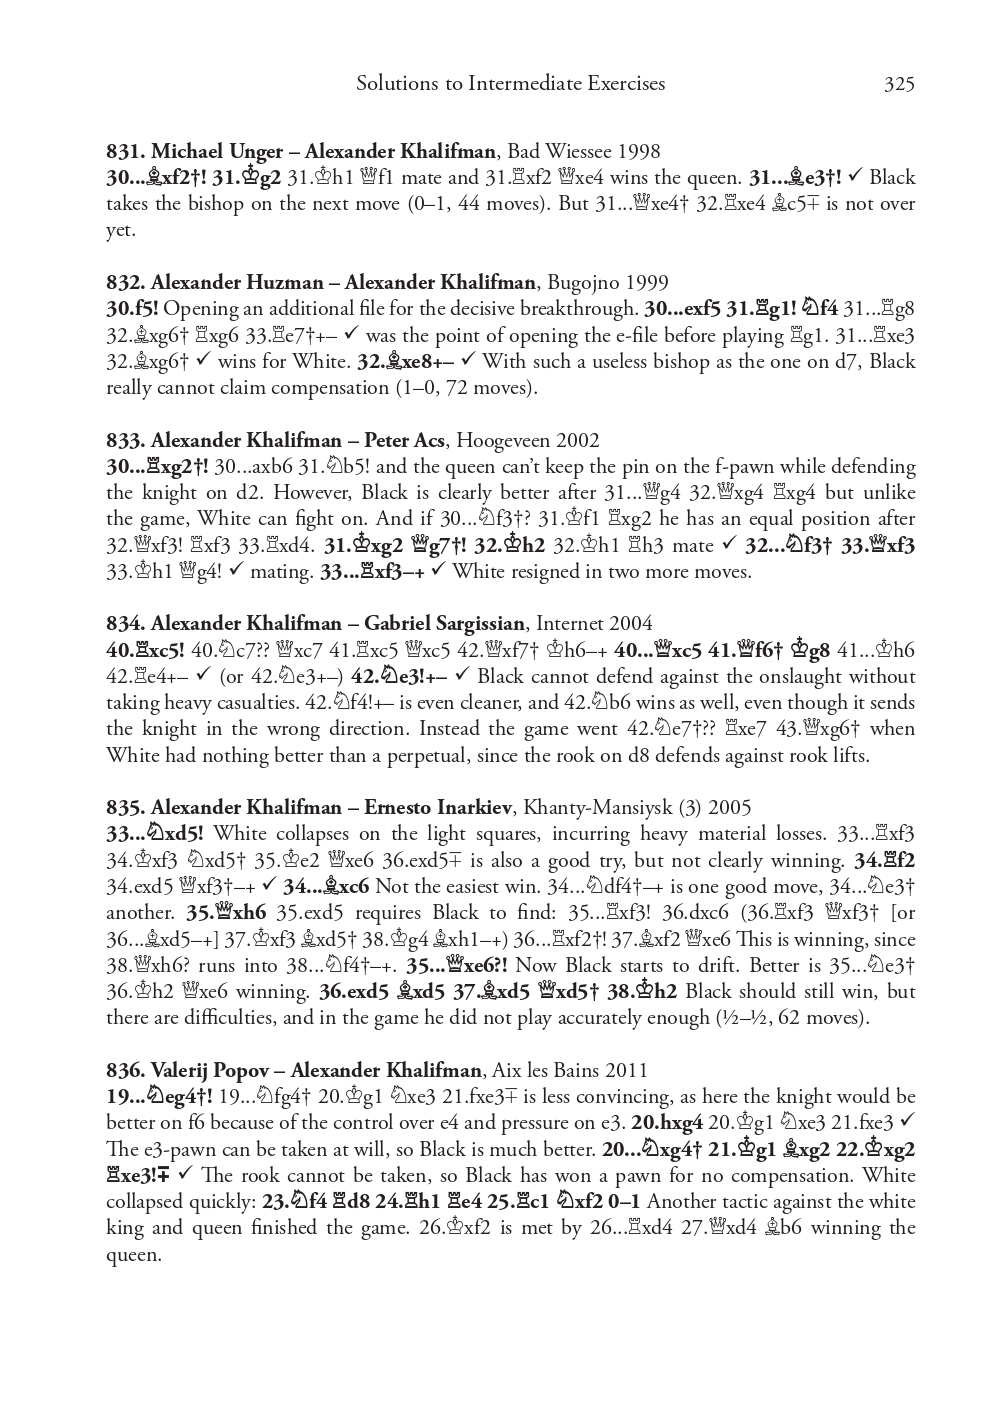 Solutions to Intermediate Exercises 325
831. Michael Unger – Alexander Khalifman, Bad Wiessee 1998
30...♗xf2†! 31.♔g2 31.♔h1 ♕f1 mate and 31.♖xf2 ♕xe4 wins the queen. 31...♗e3†! ✓ Black
takes the bishop on the next move (0–1, 44 moves). But 31...♕xe4† 32.♖xe4 ♗c5∓ is not over
yet.
832. Alexander Huzman – Alexander Khalifman, Bugojno 1999
30.f5! Opening an additional file for the decisive breakthrough. 30...exf5 31.♖g1! ♘f4 31...♖g8
32.♗xg6† ♖xg6 33.♖e7†+– ✓ was the point of opening the e-file before playing ♖g1. 31...♖xe3
32.♗xg6† ✓ wins for White. 32.♗xe8+– ✓ With such a useless bishop as the one on d7, Black
really cannot claim compensation (1–0, 72 moves).
833. Alexander Khalifman – Peter Acs, Hoogeveen 2002
30...♖xg2†! 30...axb6 31.♘b5! and the queen can’t keep the pin on the f-pawn while defending
the knight on d2. However, Black is clearly better after 31...♕g4 32.♕xg4 ♖xg4 but unlike
the game, White can fight on. And if 30...♘f3†? 31.♔f1 ♖xg2 he has an equal position after
32.♕xf3! ♖xf3 33.♖xd4. 31.♔xg2 ♕g7†! 32.♔h2 32.♔h1 ♖h3 mate ✓ 32...♘f3† 33.♕xf3
33.♔h1 ♕g4! ✓ mating. 33...♖xf3–+ ✓ White resigned in two more moves.
834. Alexander Khalifman – Gabriel Sargissian, Internet 2004
40.♖xc5! 40.♘c7?? ♕xc7 41.♖xc5 ♕xc5 42.♕xf7† ♔h6–+ 40...♕xc5 41.♕f6† ♔g8 41...♔h6
42.♖e4+– ✓ (or 42.♘e3+–) 42.♘e3!+– ✓ Black cannot defend against the onslaught without
taking heavy casualties. 42.♘f4!+– is even cleaner, and 42.♘b6 wins as well, even though it sends
the knight in the wrong direction. Instead the game went 42.♘e7†?? ♖xe7 43.♕xg6† when
White had nothing better than a perpetual, since the rook on d8 defends against rook lifts.
835. Alexander Khalifman – Ernesto Inarkiev, Khanty-Mansiysk (3) 2005
33...♘xd5! White collapses on the light squares, incurring heavy material losses. 33...♖xf3
34.♔xf3 ♘xd5† 35.♔e2 ♕xe6 36.exd5∓ is also a good try, but not clearly winning. 34.♖f2
34.exd5 ♕xf3†–+ ✓ 34...♗xc6 Not the easiest win. 34...♘df4†–+ is one good move, 34...♘e3†
another. 35.♕xh6 35.exd5 requires Black to find: 35...♖xf3! 36.dxc6 (36.♖xf3 ♕xf3† [or
36...♗xd5–+] 37.♔xf3 ♗xd5† 38.♔g4 ♗xh1–+) 36...♖xf2†! 37.♗xf2 ♕xe6 This is winning, since
38.♕xh6? runs into 38...♘f4†–+. 35...♕xe6?! Now Black starts to drift. Better is 35...♘e3†
36.♔h2 ♕xe6 winning. 36.exd5 ♗xd5 37.♗xd5 ♕xd5† 38.♔h2 Black should still win, but
there are difficulties, and in the game he did not play accurately enough (½–½, 62 moves).
836. Valerij Popov – Alexander Khalifman, Aix les Bains 2011
19...♘eg4†! 19...♘fg4† 20.♔g1 ♘xe3 21.fxe3∓ is less convincing, as here the knight would be
better on f6 because of the control over e4 and pressure on e3. 20.hxg4 20.♔g1 ♘xe3 21.fxe3 ✓
The e3-pawn can be taken at will, so Black is much better. 20...♘xg4† 21.♔g1 ♗xg2 22.♔xg2
♖xe3!∓ ✓ The rook cannot be taken, so Black has won a pawn for no compensation. White
collapsed quickly: 23.♘f4 ♖d8 24.♖h1 ♖e4 25.♖c1 ♘xf2 0–1 Another tactic against the white
king and queen finished the game. 26.♔xf2 is met by 26...♖xd4 27.♕xd4 ♗b6 winning the
queen.